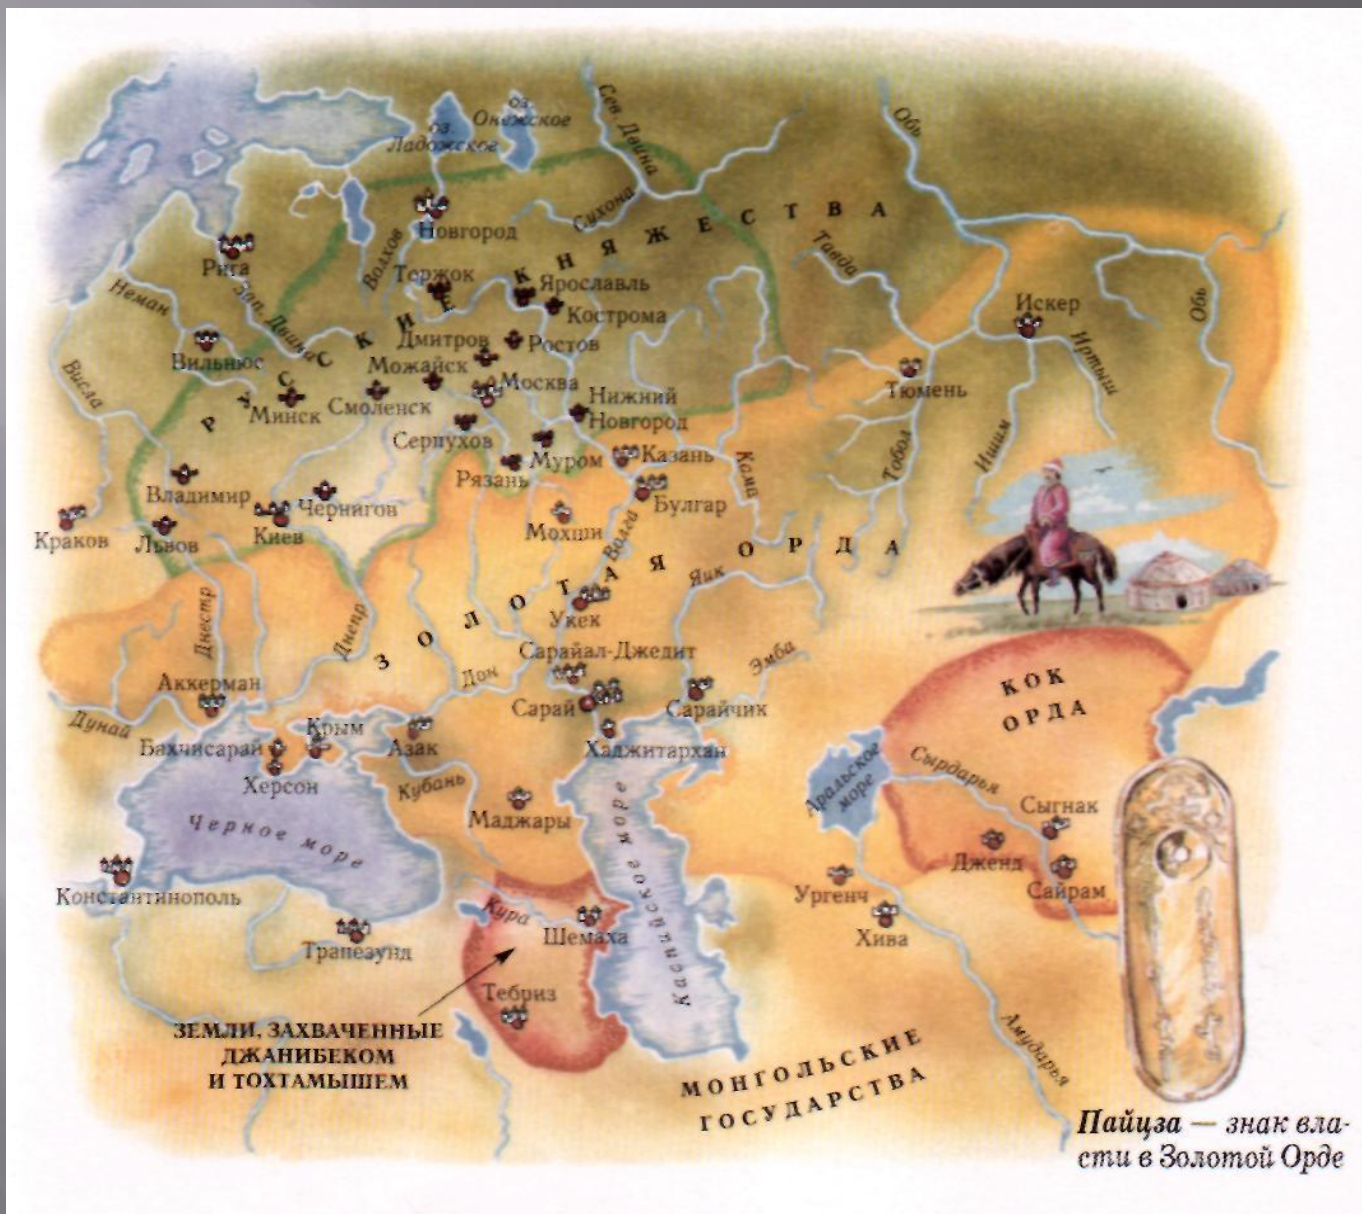 оз.
Онежское
оз.
Ладожское
Сев. Двина
Обь
Сухона
РУССКИЕ КНЯЖЕСТВА
Новгород
Волхов
Рига
Зап. Двина
Неман
Торжок
Ярославль
Кострома
Тавда
Обь
Искер
Иртыш
Вильнюс
Дмитров
Ростов
Можайск
Москва
Висла
Минск
Смоленск
Нижний
Новгород
Тюмень
Серпухов
Муром
Казань
Рязань
Кама
Тобол
Ишим
Владимир
Чернигов
Булгар
Краков
Львов
Киев
Мохши
Волга
ЗОЛОТАЯ ОРДА
Яик
Укек
Днестр
Днепр
Сарайал-Джедит
Эмба
Дон
Аккерман
Сарай
Сарайчик
КОК
ОРДА
Дунай
Крым
Бахчисарай
Азак
Хаджитархан
Херсон
Кубань
Аральское
море
Сырдарья
Маджары
Сыгнак
Черное море
Каспийское море
Дженд
Сайрам
Константинополь
Ургенч
Хива
Кура
Шемаха
Трапезунд
Тебриз
ЗЕМЛИ, ЗАХВАЧЕННЫЕ
ДЖАНИБЕКОМ
И ТОХТАМЫШЕМ
Амударья
МОНГОЛЬСКИЕ
ГОСУДАРСТВА
Пайцза — знак вла-
сти в Золотой Орде